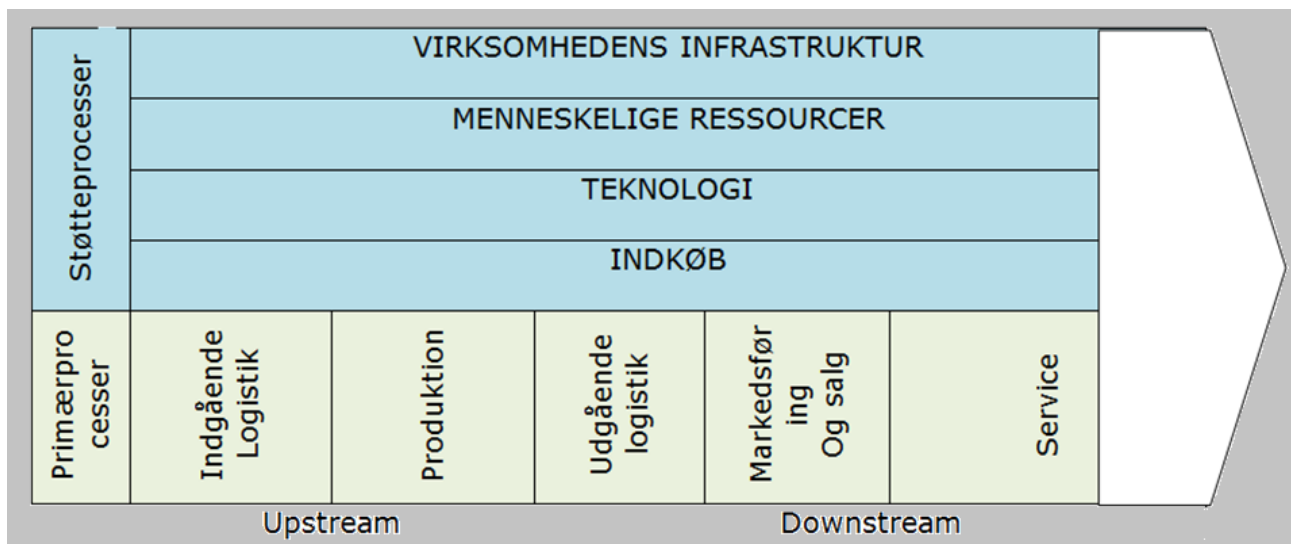 Støtteprocesser
VIRKSOMHEDENS INFRASTRUKTUR
MENNESKELIGE RESSOURCER
TEKNOLOGI
INDKØB
Primærpro
cesser
Indgående
Logistik
Produktion
Udgående
logistik
Markedsfør
ing
Og salg
Service
Upstream
Downstream